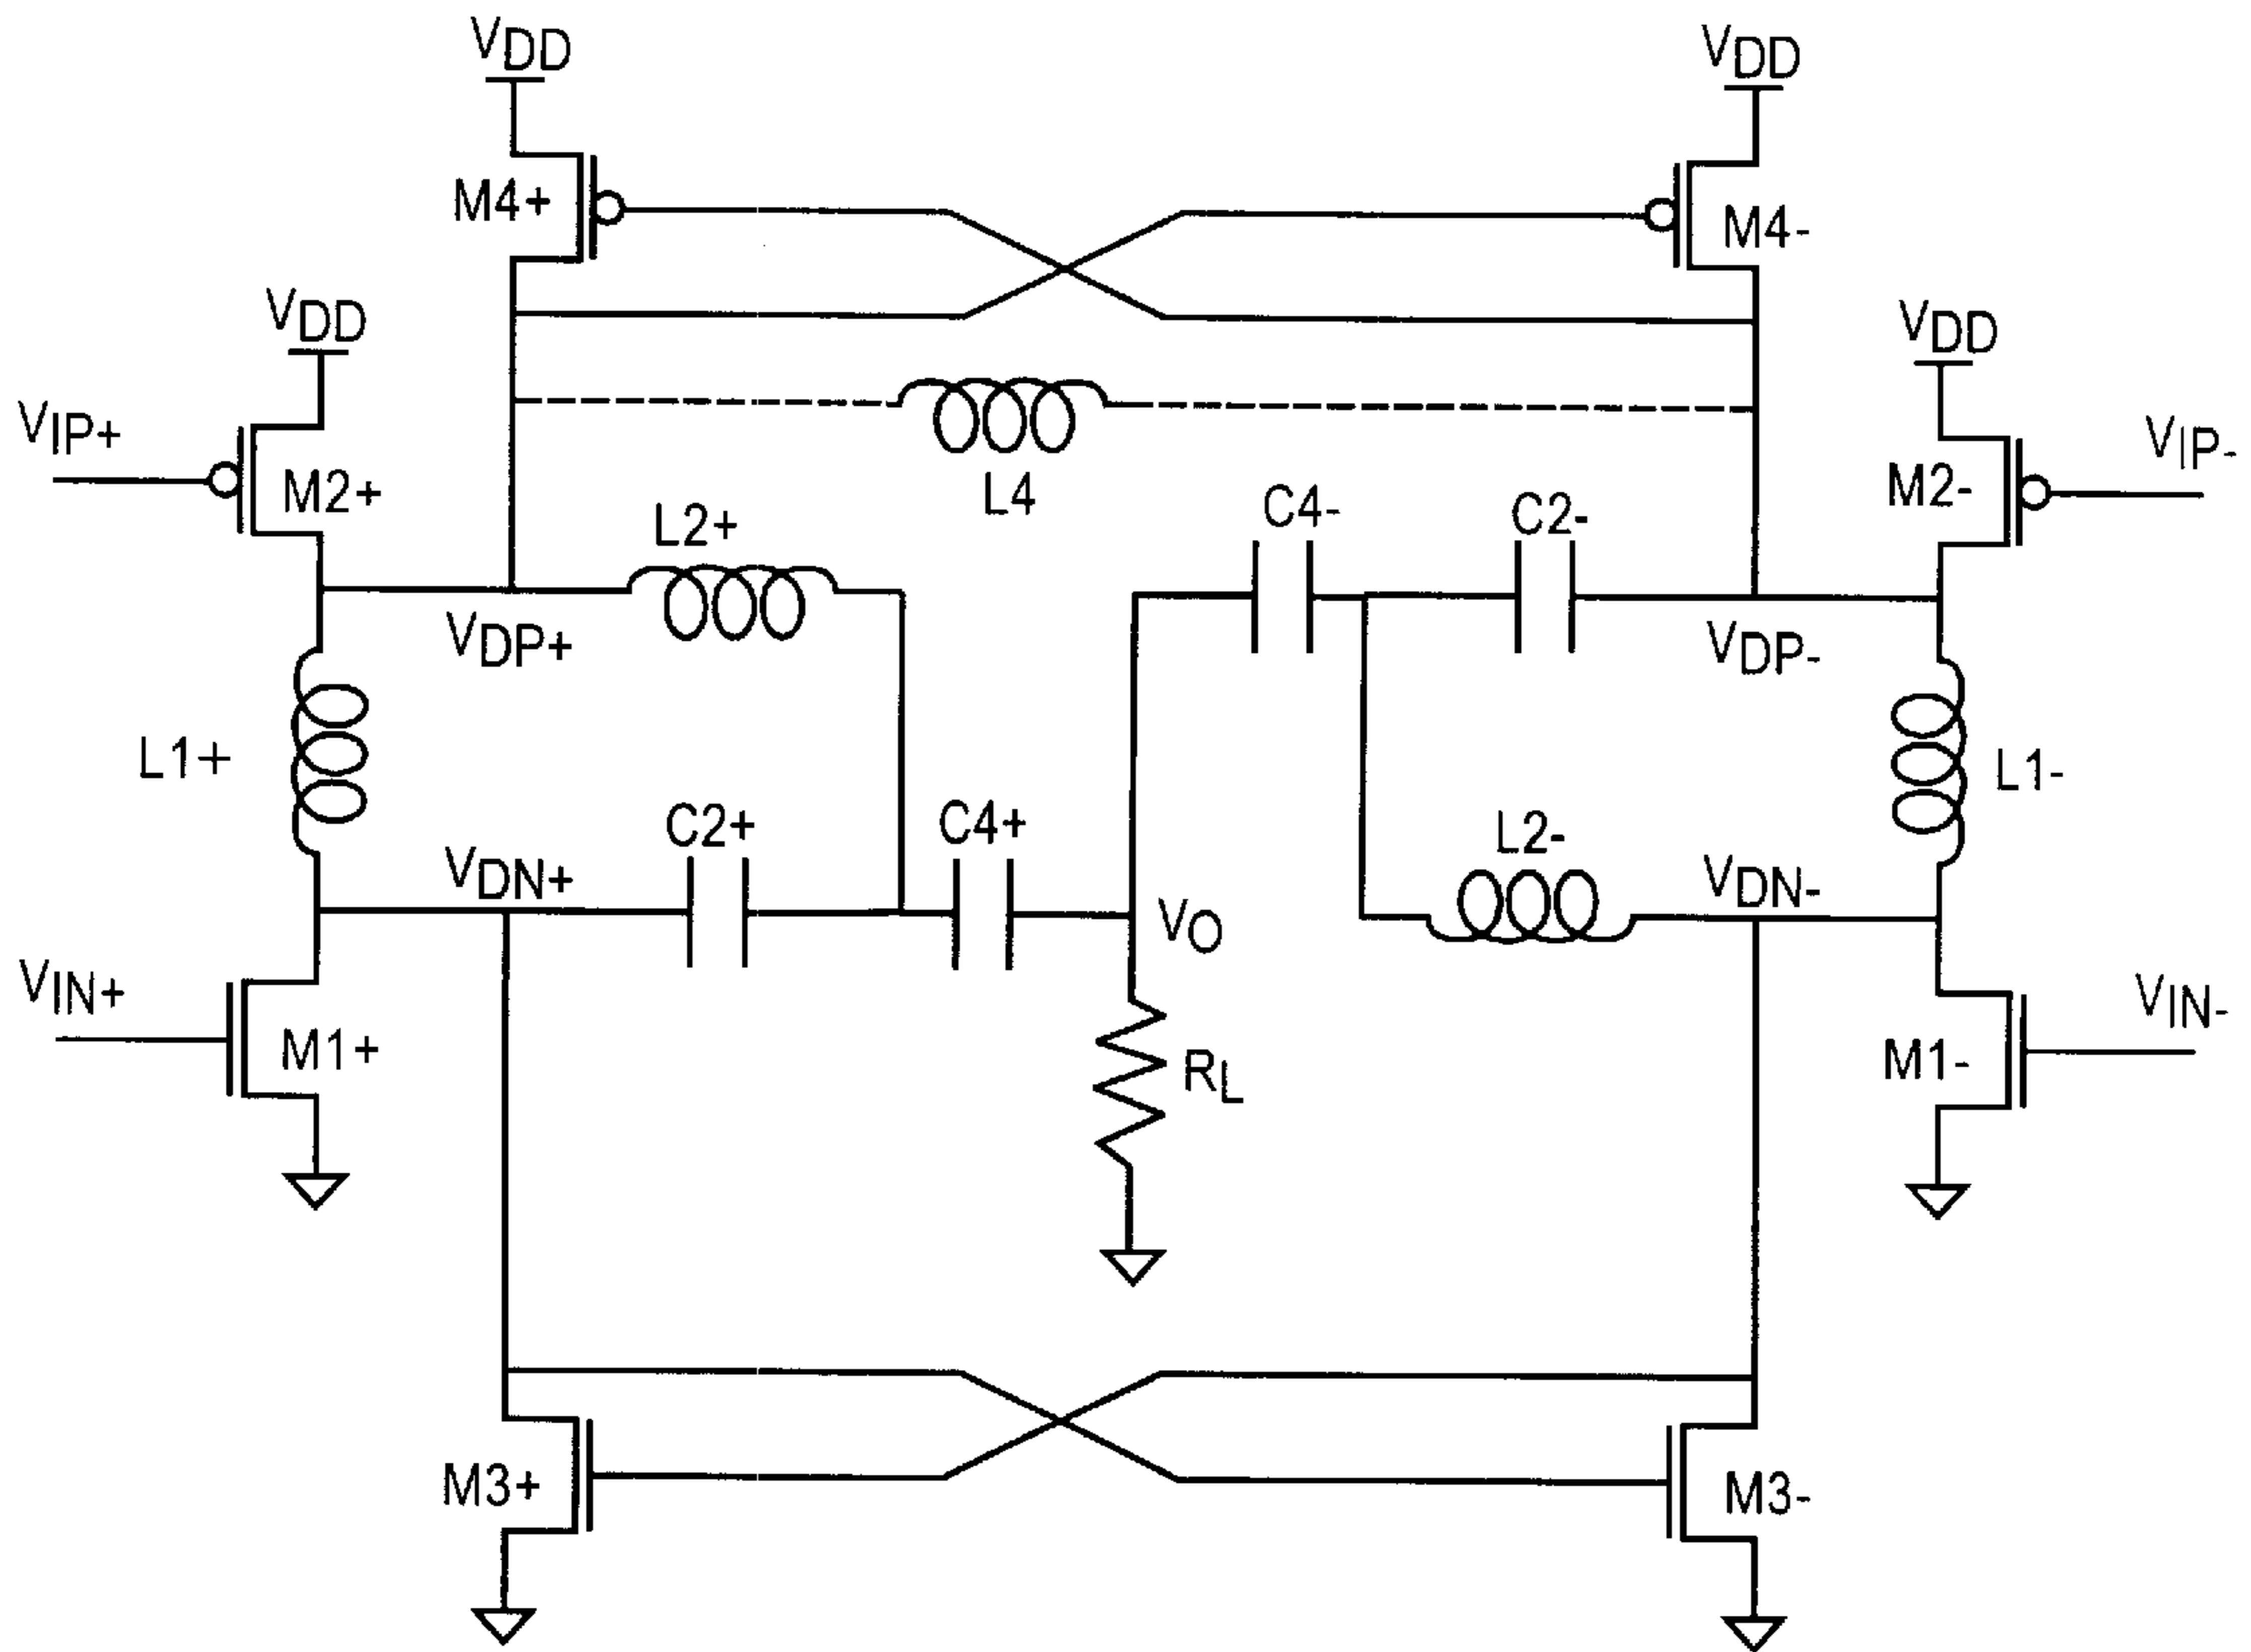 VDD
VDD
M4+
M4-
VDD
VDD
VIP+
VIP-
M2+
M2-
L4
L2+
C4-
C2-
VDP+
VDP-
L1+
L1-
C2+
C4+
L2-
VDN+
VDN-
VO
VIN+
VIN-
M1+
M1-
RL
M3+
M3-